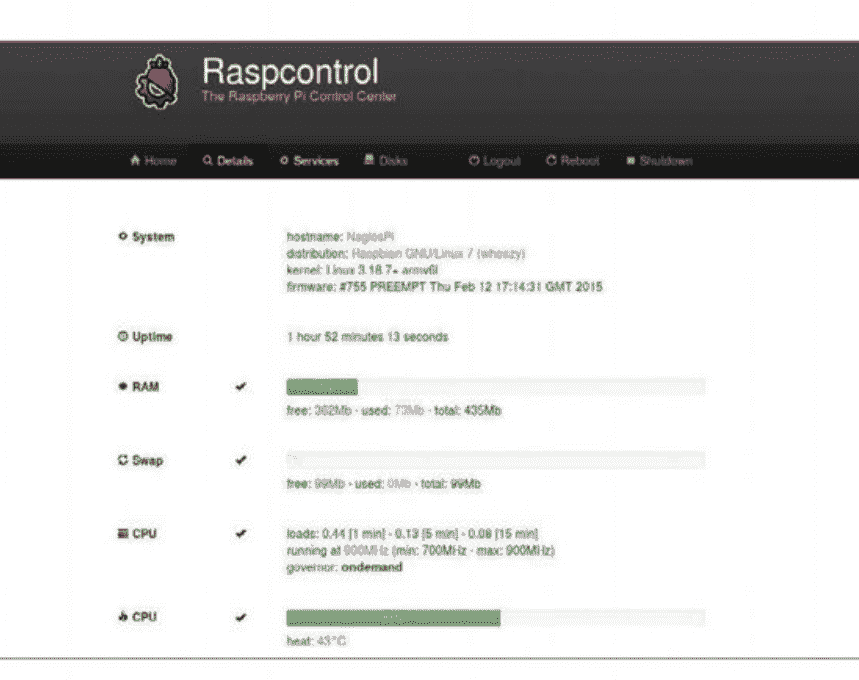 Raspcontrol
The Raspberry Pi Control Center
Home Details Services Disks Logout Reboot Shutdown
System
hostname: NagiosPi
distribution: Raspbian GNU/Linux 7 (wheezy)
kernel: Linux 3.18.7+ armv6l
firmware: #755 PREEMPT Thu Feb 12 17:14:31 GMT 2015
Uptime 1 hour 52 minutes 13 seconds
RAM
free: 362Mb · used: 73Mb · total: 435Mb
Swap
free: 99Mb · used: 0Mb · total: 99Mb
CPU
loads: 0.44 [1 min] · 0.13 [5 min] · 0.08 [15 min]
running at 900MHz (min: 700MHz · max: 900MHz)
governor: ondemand
CPU
heat: 43°C